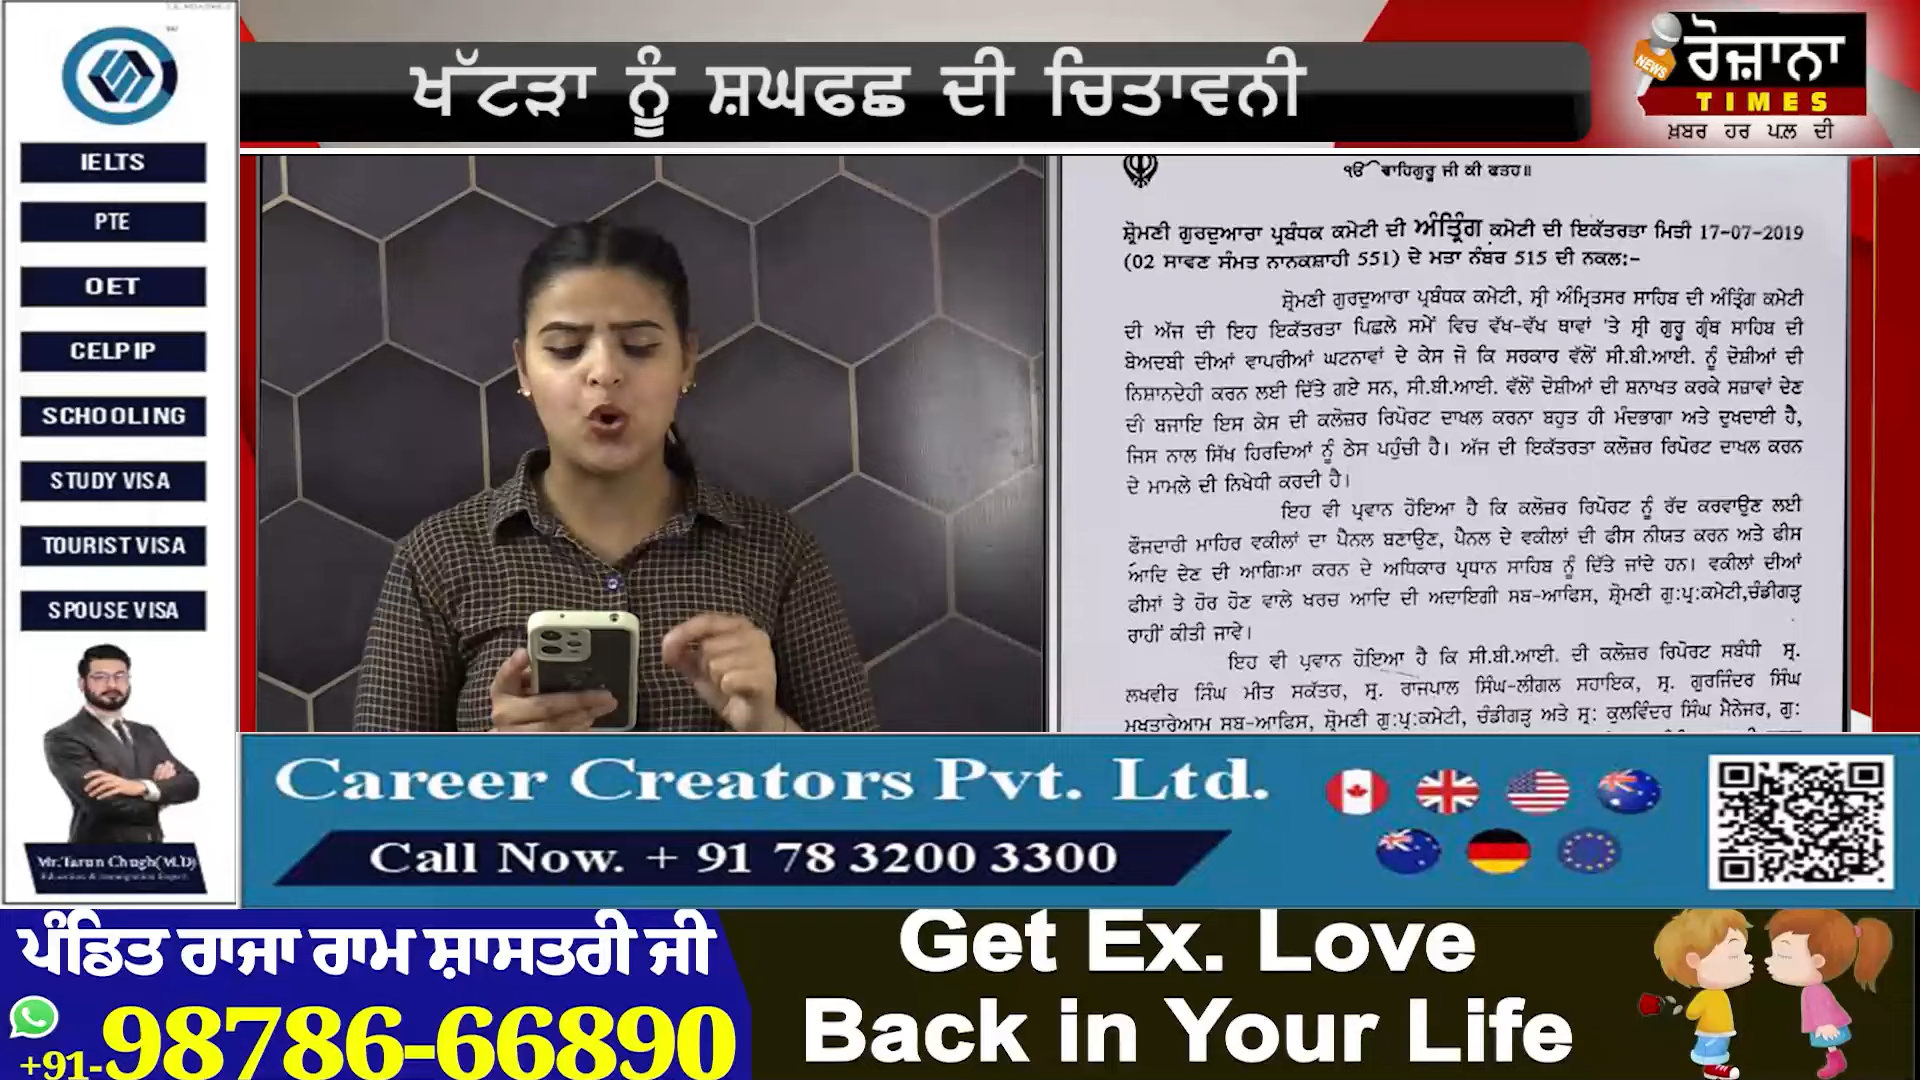 IELTS
PTE
OET
CELPIP
SCHOOLING
STUDY VISA
TOURIST VISA
SPOUSE VISA
Mr.Tarun Chugh(M.D)
ਖੱਟੜਾ ਨੂੰ ਸ਼ਘਫਛ ਦੀ ਚਿਤਾਵਨੀ
NEWS
ਰੋਜ਼ਾਨਾ
TIMES
ਖ਼ਬਰ ਹਰ ਪਲ ਦੀ
ੴ ਵਾਹਿਗੁਰੂ ਜੀ ਕੀ ਫਤਹ॥
ਸ਼੍ਰੋਮਣੀ ਗੁਰਦੁਆਰਾ ਪ੍ਰਬੰਧਕ ਕਮੇਟੀ ਦੀ ਅੰਤ੍ਰਿੰਗ ਕਮੇਟੀ ਦੀ ਇਕੱਤਰਤਾ ਮਿਤੀ 17-07-2019
(02 ਸਾਵਣ ਸੰਮਤ ਨਾਨਕਸ਼ਾਹੀ 551) ਦੇ ਮਤਾ ਨੰਬਰ 515 ਦੀ ਨਕਲ:-
ਸ਼੍ਰੋਮਣੀ ਗੁਰਦੁਆਰਾ ਪ੍ਰਬੰਧਕ ਕਮੇਟੀ, ਸ੍ਰੀ ਅੰਮ੍ਰਿਤਸਰ ਸਾਹਿਬ ਦੀ ਅੰਤ੍ਰਿੰਗ ਕਮੇਟੀ
ਦੀ ਅੱਜ ਦੀ ਇਹ ਇਕੱਤਰਤਾ ਪਿਛਲੇ ਸਮੇਂ ਵਿਚ ਵੱਖ-ਵੱਖ ਥਾਵਾਂ 'ਤੇ ਸ੍ਰੀ ਗੁਰੂ ਗ੍ਰੰਥ ਸਾਹਿਬ ਦੀ
ਬੇਅਦਬੀ ਦੀਆਂ ਵਾਪਰੀਆਂ ਘਟਨਾਵਾਂ ਦੇ ਕੇਸ ਜੋ ਕਿ ਸਰਕਾਰ ਵੱਲੋਂ ਸੀ.ਬੀ.ਆਈ. ਨੂੰ ਦੋਸ਼ੀਆਂ ਦੀ
ਨਿਸ਼ਾਨਦੇਹੀ ਕਰਨ ਲਈ ਦਿੱਤੇ ਗਏ ਸਨ, ਸੀ.ਬੀ.ਆਈ. ਵੱਲੋਂ ਦੋਸ਼ੀਆਂ ਦੀ ਸ਼ਨਾਖਤ ਕਰਕੇ ਸਜ਼ਾਵਾਂ ਦੇਣ
ਦੀ ਬਜਾਇ ਇਸ ਕੇਸ ਦੀ ਕਲੋਜ਼ਰ ਰਿਪੋਰਟ ਦਾਖਲ ਕਰਨਾ ਬਹੁਤ ਹੀ ਮੰਦਭਾਗਾ ਅਤੇ ਦੁਖਦਾਈ ਹੈ,
ਜਿਸ ਨਾਲ ਸਿੱਖ ਹਿਰਦਿਆਂ ਨੂੰ ਠੇਸ ਪਹੁੰਚੀ ਹੈ। ਅੱਜ ਦੀ ਇਕੱਤਰਤਾ ਕਲੋਜ਼ਰ ਰਿਪੋਰਟ ਦਾਖਲ ਕਰਨ
ਦੇ ਮਾਮਲੇ ਦੀ ਨਿਖੇਧੀ ਕਰਦੀ ਹੈ।
ਇਹ ਵੀ ਪ੍ਰਵਾਨ ਹੋਇਆ ਹੈ ਕਿ ਕਲੋਜ਼ਰ ਰਿਪੋਰਟ ਨੂੰ ਰੱਦ ਕਰਵਾਉਣ ਲਈ
ਫੌਜਦਾਰੀ ਮਾਹਿਰ ਵਕੀਲਾਂ ਦਾ ਪੈਨਲ ਬਣਾਉਣ, ਪੈਨਲ ਦੇ ਵਕੀਲਾਂ ਦੀ ਫੀਸ ਨੀਯਤ ਕਰਨ ਅਤੇ ਫੀਸ
ਆਦਿ ਦੇਣ ਦੀ ਆਗਿਆ ਕਰਨ ਦੇ ਅਧਿਕਾਰ ਪ੍ਰਧਾਨ ਸਾਹਿਬ ਨੂੰ ਦਿੱਤੇ ਜਾਂਦੇ ਹਨ। ਵਕੀਲਾਂ ਦੀਆਂ
ਫੀਸਾਂ ਤੇ ਹੋਰ ਹੋਣ ਵਾਲੇ ਖਰਚ ਆਦਿ ਦੀ ਅਦਾਇਗੀ ਸਬ-ਆਫਿਸ, ਸ਼੍ਰੋਮਣੀ ਗੁ:ਪ੍ਰ:ਕਮੇਟੀ,ਚੰਡੀਗੜ੍ਹ
ਰਾਹੀਂ ਕੀਤੀ ਜਾਵੇ।
ਇਹ ਵੀ ਪ੍ਰਵਾਨ ਹੋਇਆ ਹੈ ਕਿ ਸੀ.ਬੀ.ਆਈ. ਦੀ ਕਲੋਜ਼ਰ ਰਿਪੋਰਟ ਸਬੰਧੀ ਸ੍ਰ.
ਲਖਵੀਰ ਸਿੰਘ ਮੀਤ ਸਕੱਤਰ, ਸ੍ਰ. ਰਾਜਪਾਲ ਸਿੰਘ-ਲੀਗਲ ਸਹਾਇਕ, ਸ੍ਰ. ਗੁਰਜਿੰਦਰ ਸਿੰਘ
ਮੁਖਤਾਰੇਆਮ ਸਬ-ਆਫਿਸ, ਸ਼੍ਰੋਮਣੀ ਗੁ:ਪ੍ਰ:ਕਮੇਟੀ, ਚੰਡੀਗੜ੍ਹ ਅਤੇ ਸ੍ਰ: ਕੁਲਵਿੰਦਰ ਸਿੰਘ ਮੈਨੇਜਰ, ਗੁ:
Career Creators Pvt. Ltd.
Call Now. + 91 78 3200 3300
ਪੰਡਿਤ ਰਾਜਾ ਰਾਮ ਸ਼ਾਸਤਰੀ ਜੀ
+91-98786-66890
Get Ex. Love
Back in Your Life